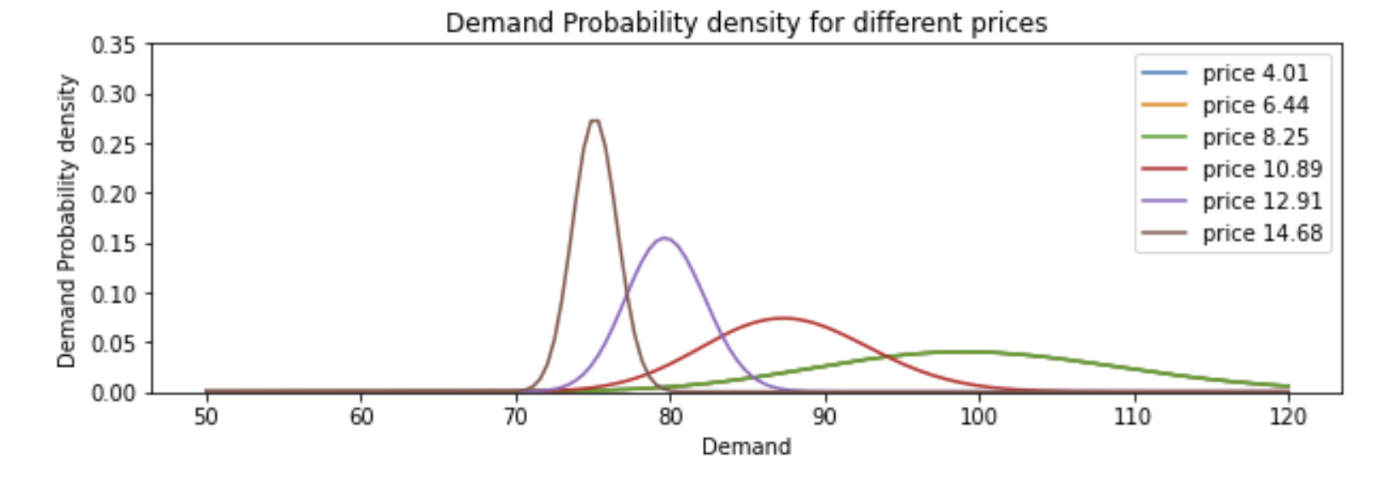 Demand Probability density for different prices
Demand Probability density
0.35
0.30
0.25
0.20
0.15
0.10
0.05
0.00
price 4.01
price 6.44
price 8.25
price 10.89
price 12.91
price 14.68
50 60 70 80 90 100 110 120
Demand